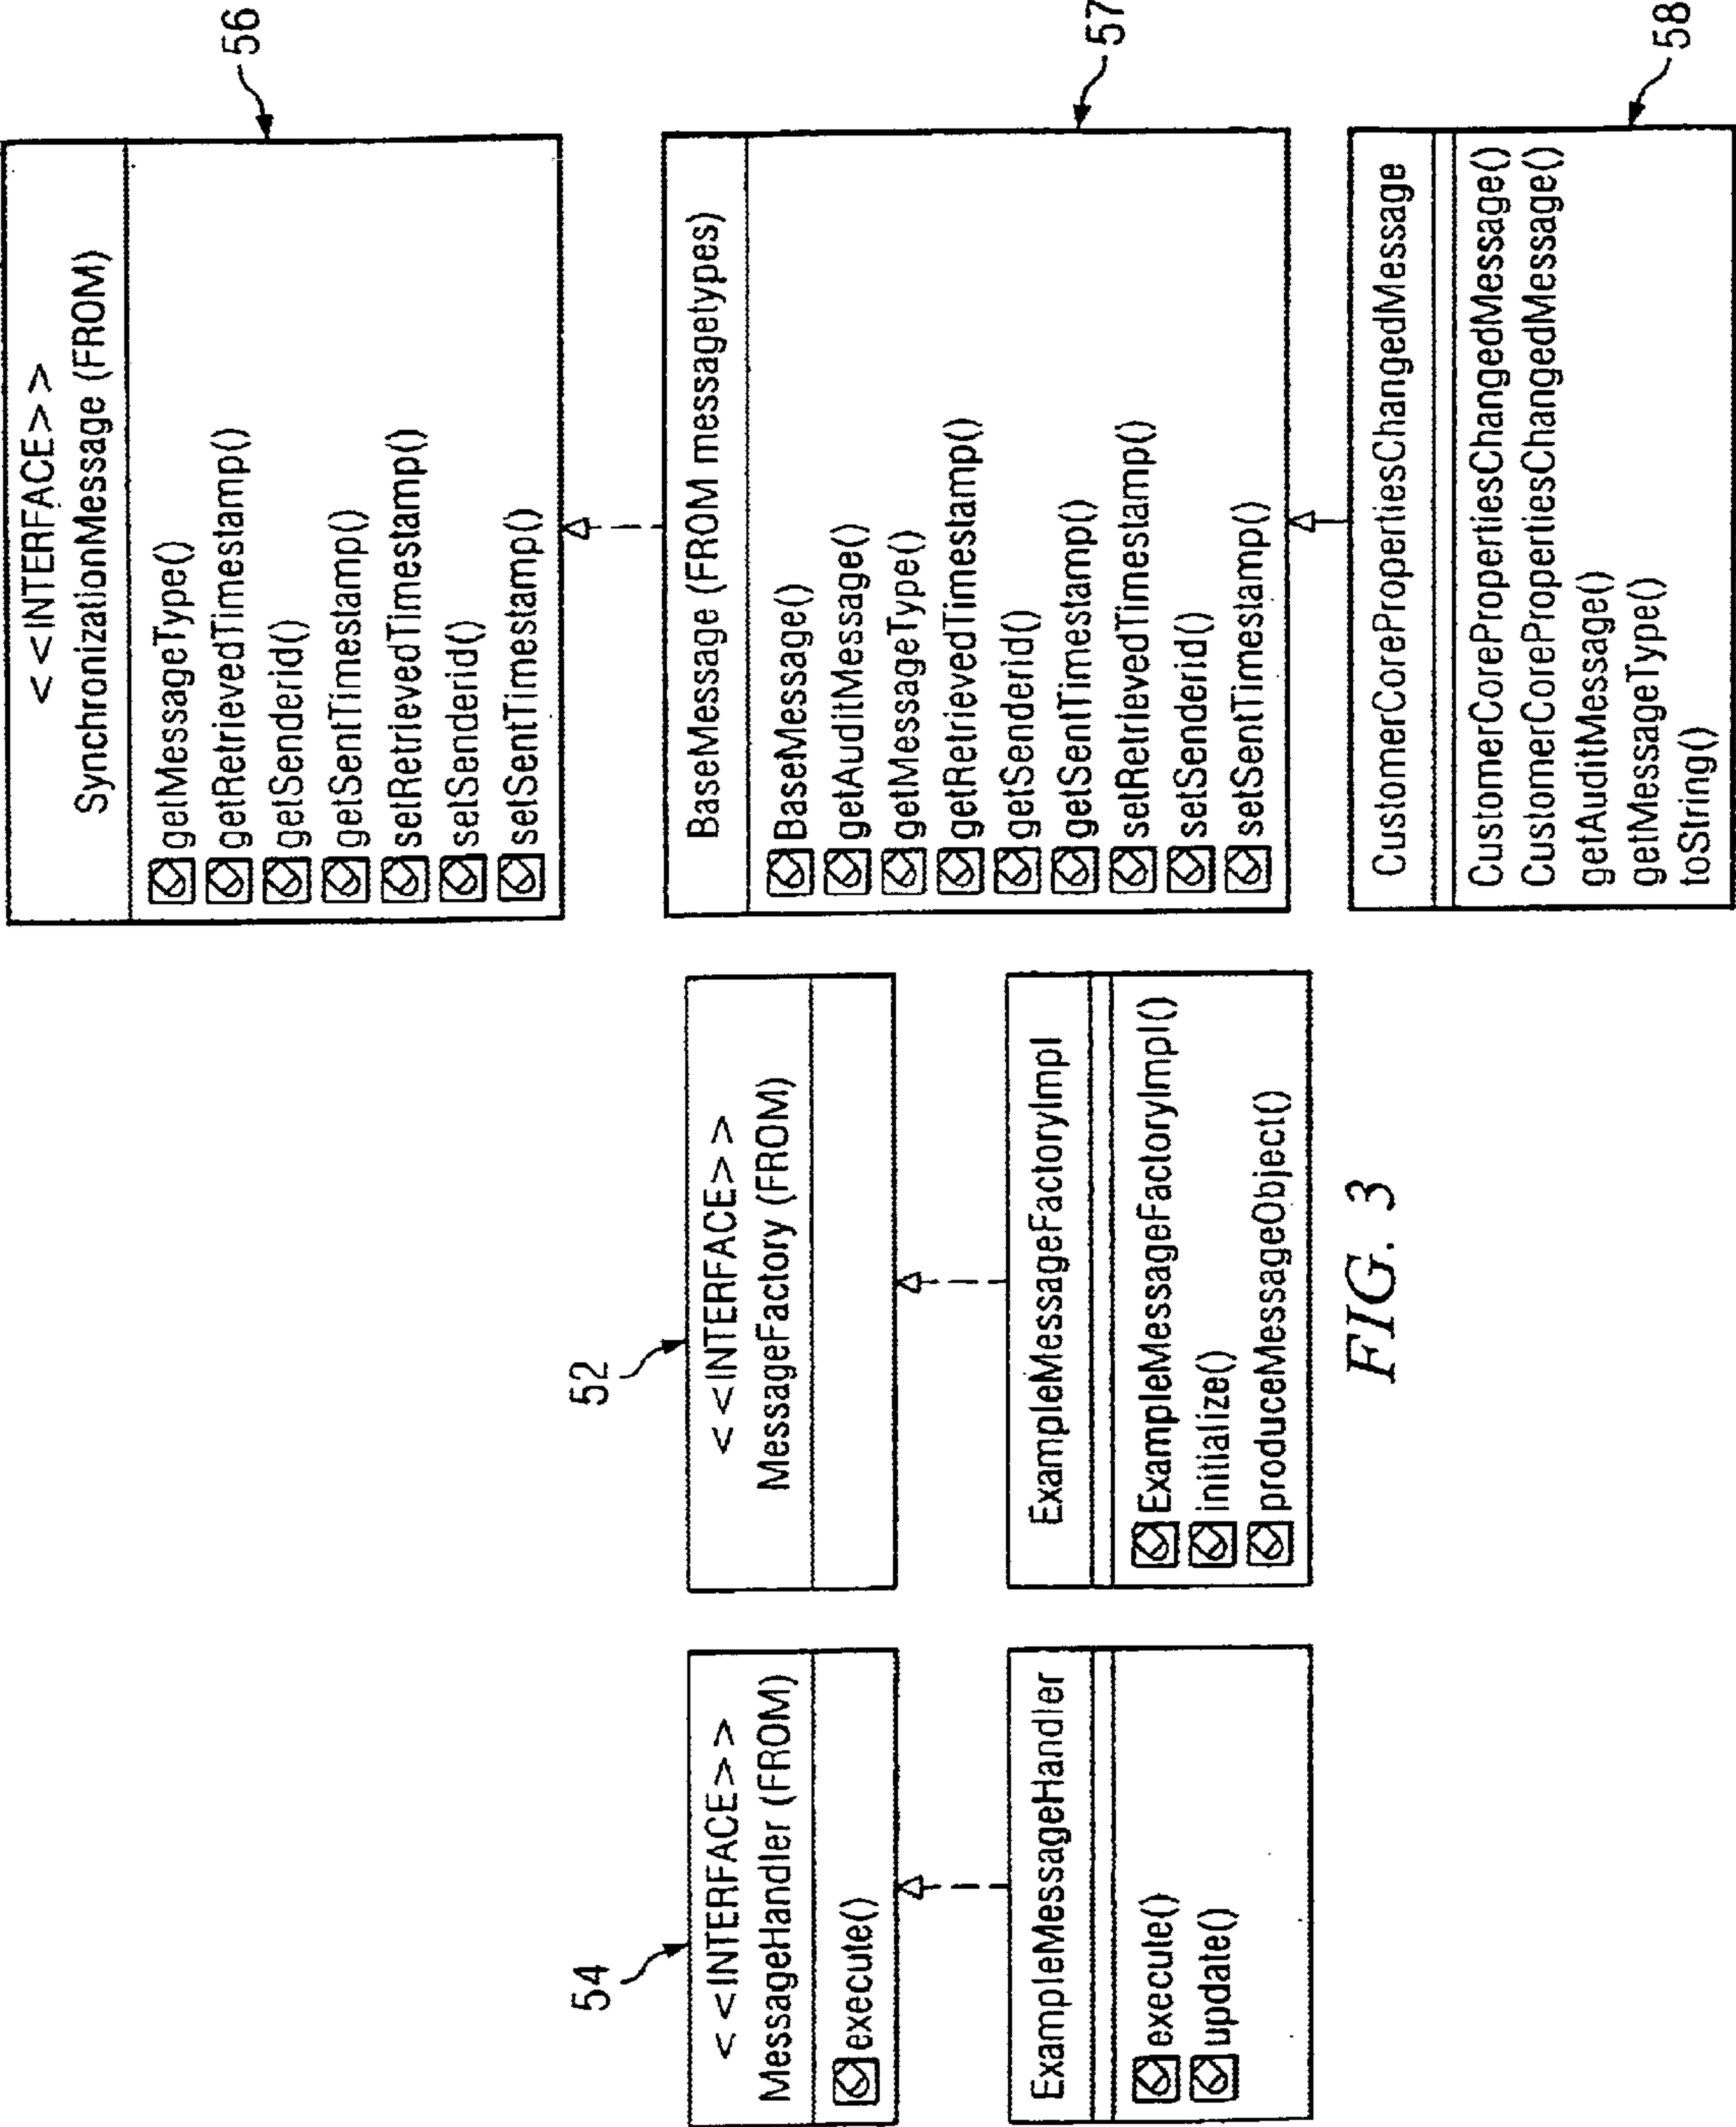 54
<<INTERFACE>>
MessageHandler (FROM)
execute()
ExampleMessageHandler
execute()
update()
52
<<INTERFACE>>
MessageFactory (FROM)
ExampleMessageFactoryImpl
ExampleMessageFactoryImpl()
initialize()
produceMessageObject()
56
<<INTERFACE>>
SynchronizationMessage (FROM)
getMessageType()
getRetrievedTimestamp()
getSenderid()
getSentTimestamp()
setRetrievedTimestamp()
setSenderid()
setSentTimestamp()
57
BaseMessage (FROM messagetypes)
BaseMessage()
getAuditMessage()
getMessageType()
getRetrievedTimestamp()
getSenderid()
getSentTimestamp()
setRetrievedTimestamp()
setSenderid()
setSentTimestamp()
58
CustomerCorePropertiesChangedMessage
CustomerCorePropertiesChangedMessage()
CustomerCorePropertiesChangedMessage()
getAuditMessage()
getMessageType()
toString()
FIG. 3